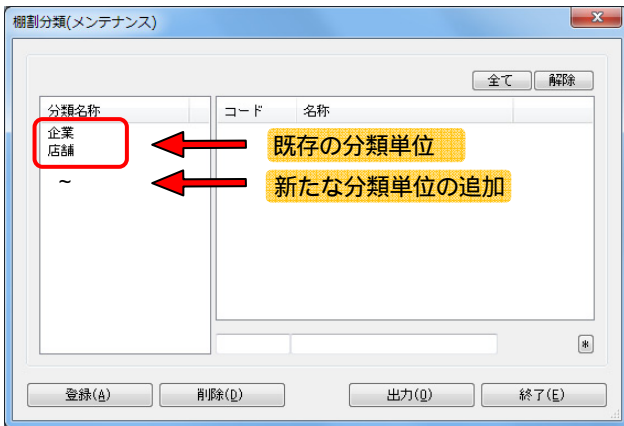 棚割分類(メンテナンス)
全て 解除
分類名称 コード 名称
企業
店舗
既存の分類単位
~
新たな分類単位の追加
*
登録(A) 削除(D) 出力(O) 終了(E)